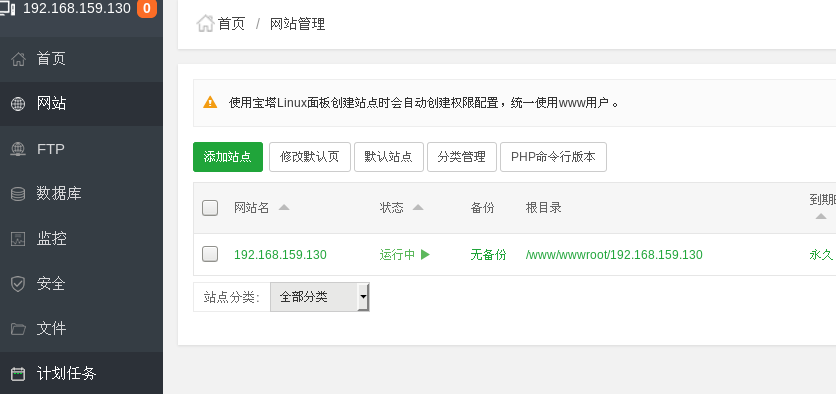 192.168.159.130 0
首页
网站
FTP
数据库
监控
安全
文件
计划任务
首页 / 网站管理
使用宝塔Linux面板创建站点时会自动创建权限配置，统一使用www用户。
添加站点 修改默认页 默认站点 分类管理 PHP命令行版本
网站名 状态 备份 根目录 到期
192.168.159.130 运行中 无备份 /www/wwwroot/192.168.159.130 永久
站点分类： 全部分类